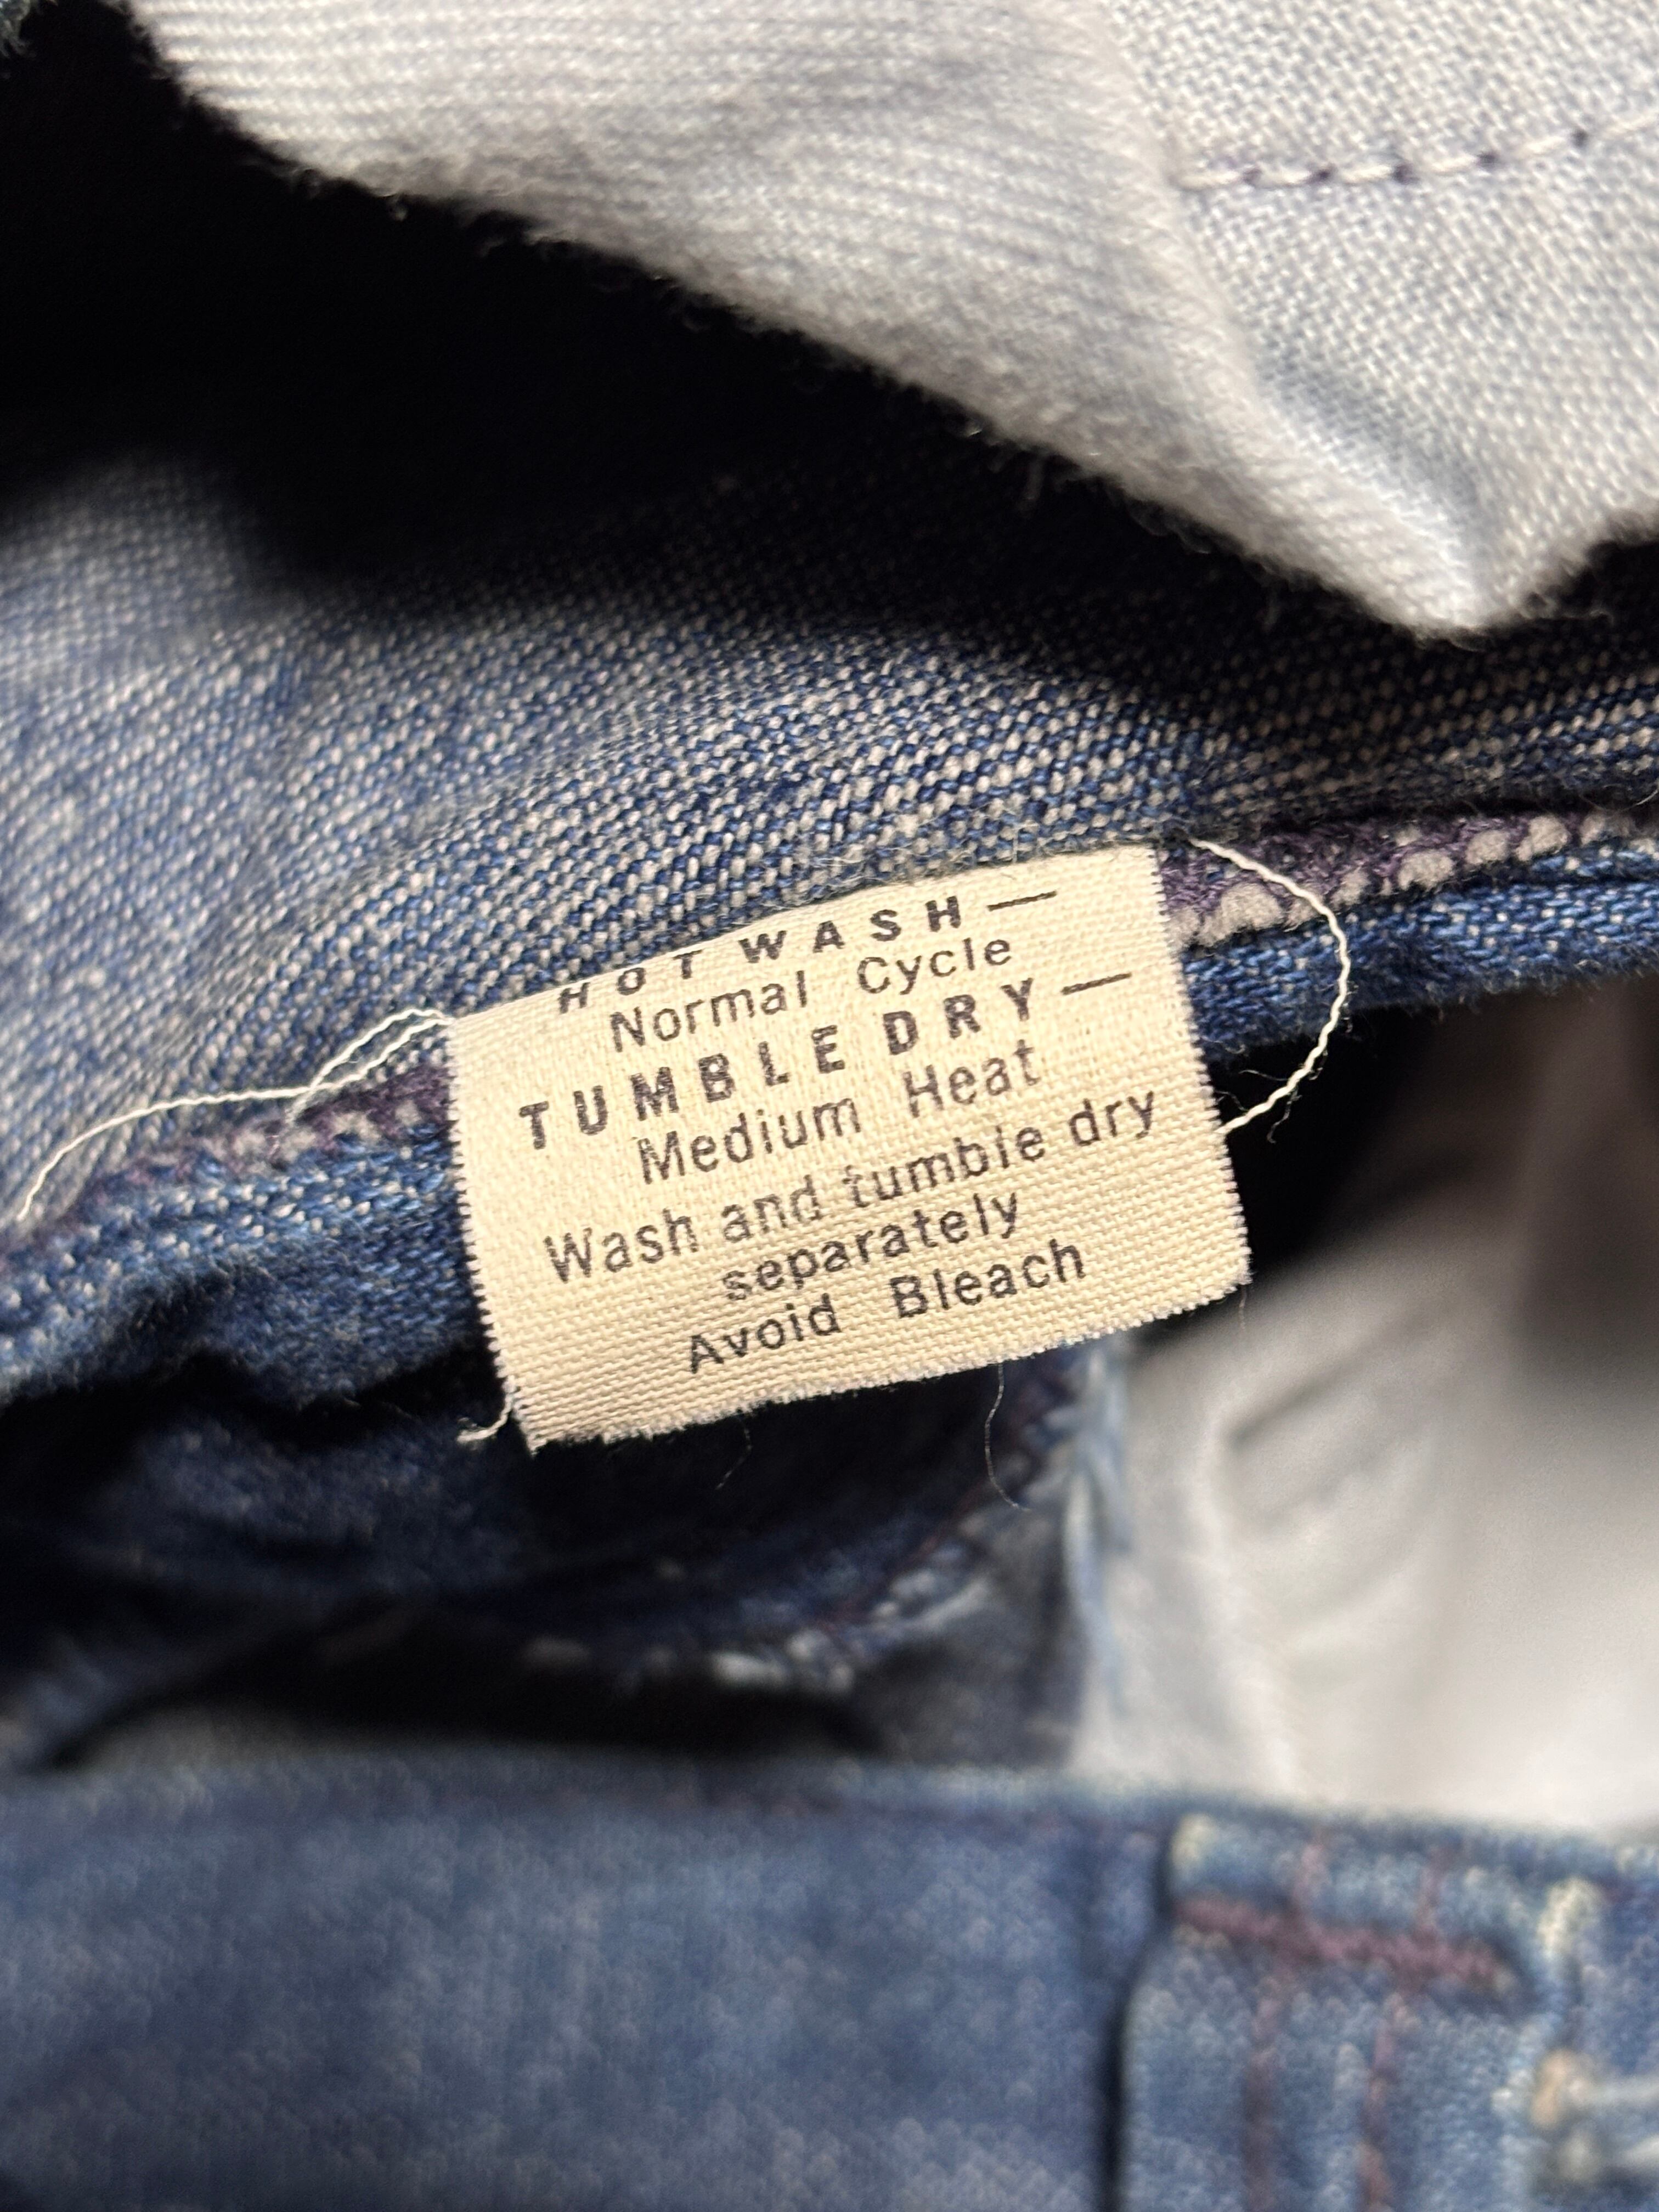 HOT WASH—
Normal Cycle
TUMBLE DRY—
Medium Heat
Wash and tumble dry
separately
Avoid Bleach